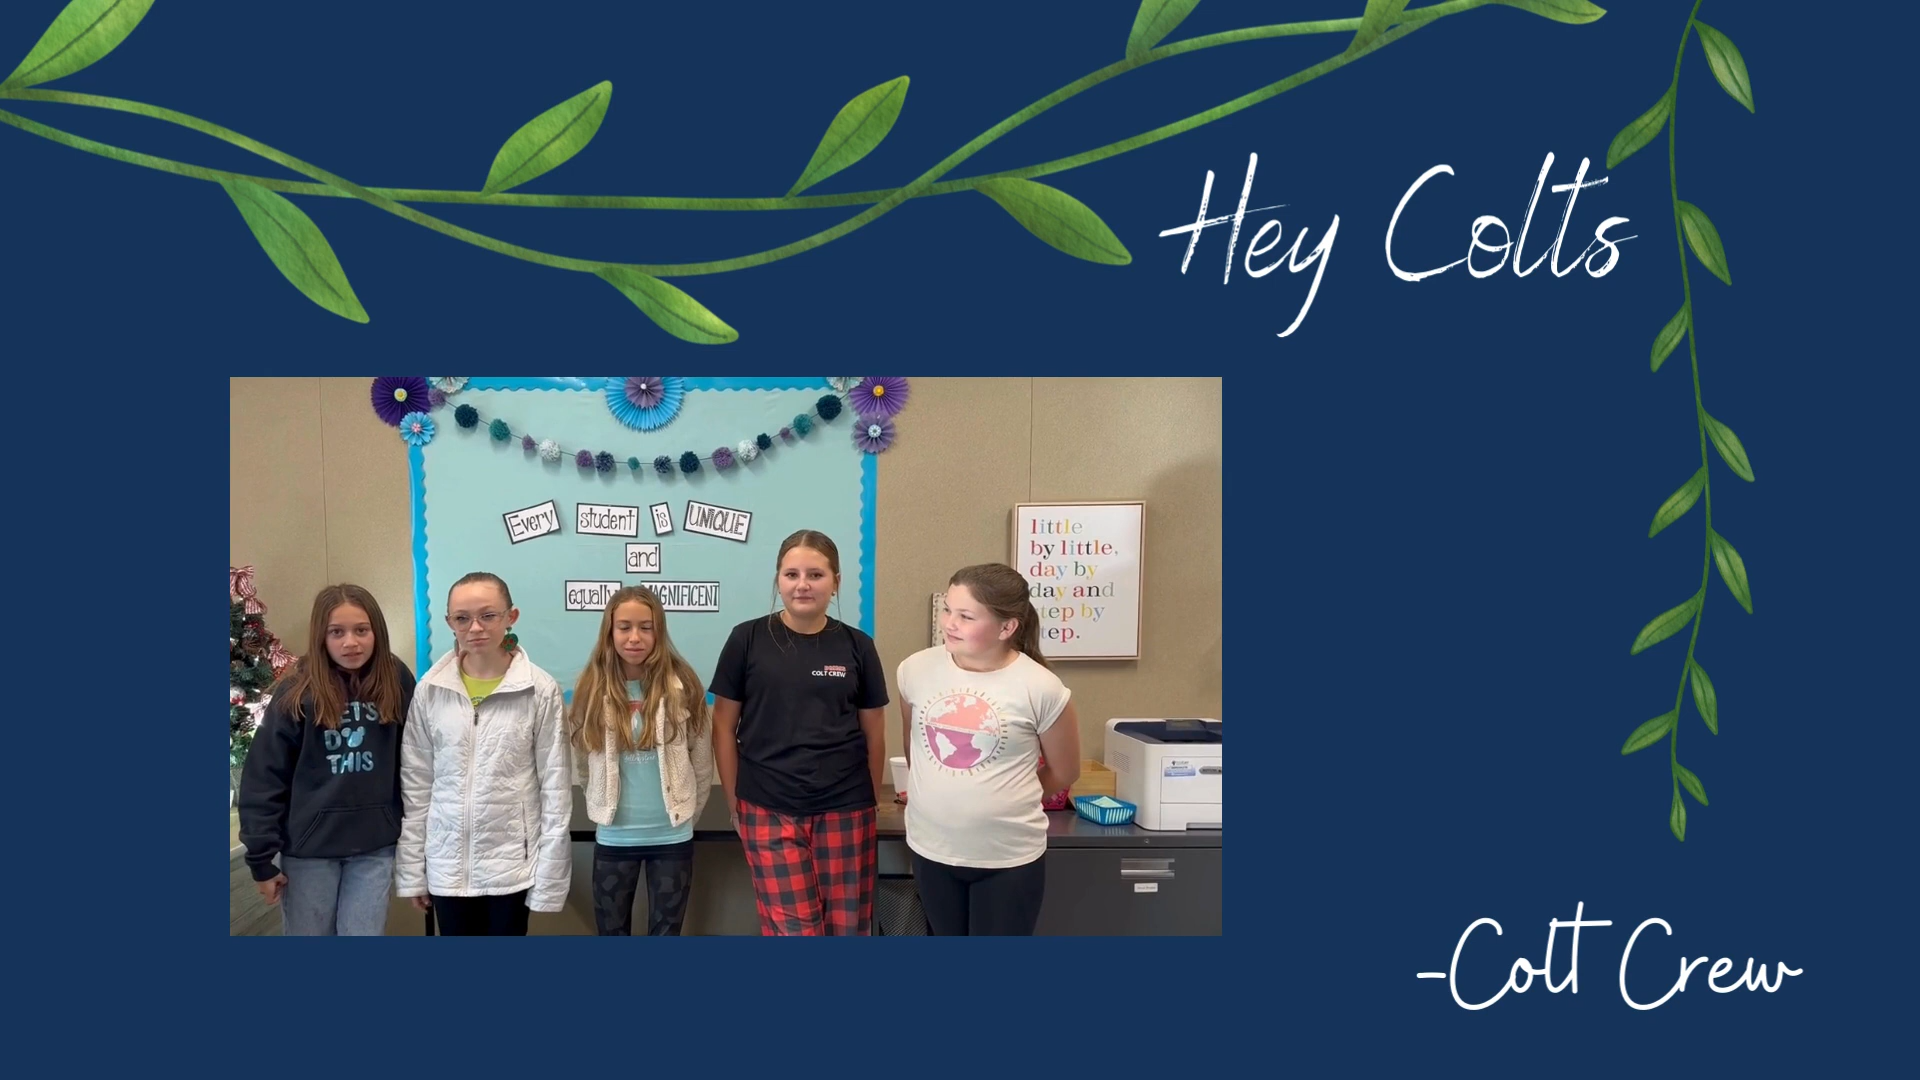 Hey Colts
Every student is UNIQUE
and
equally MAGNIFICENT
little
by little,
day by
day and
step by
step.
LET'S
DO
THIS
COLT CREW
-Colt Crew